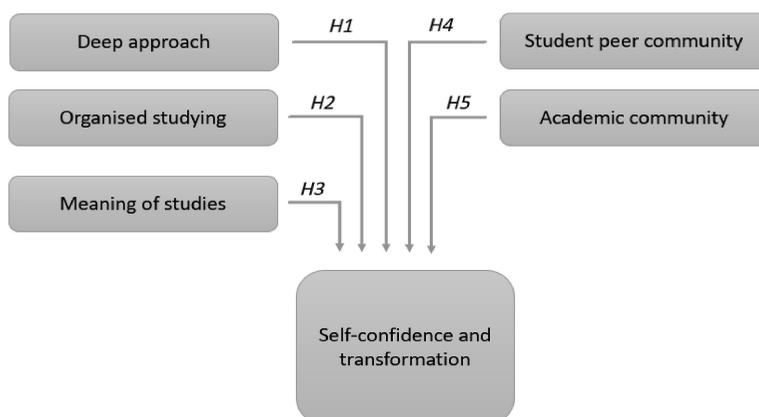 Deep approach
H1
H4
Student peer community
Organised studying
H2
H5
Academic community
Meaning of studies
H3
Self-confidence and
transformation